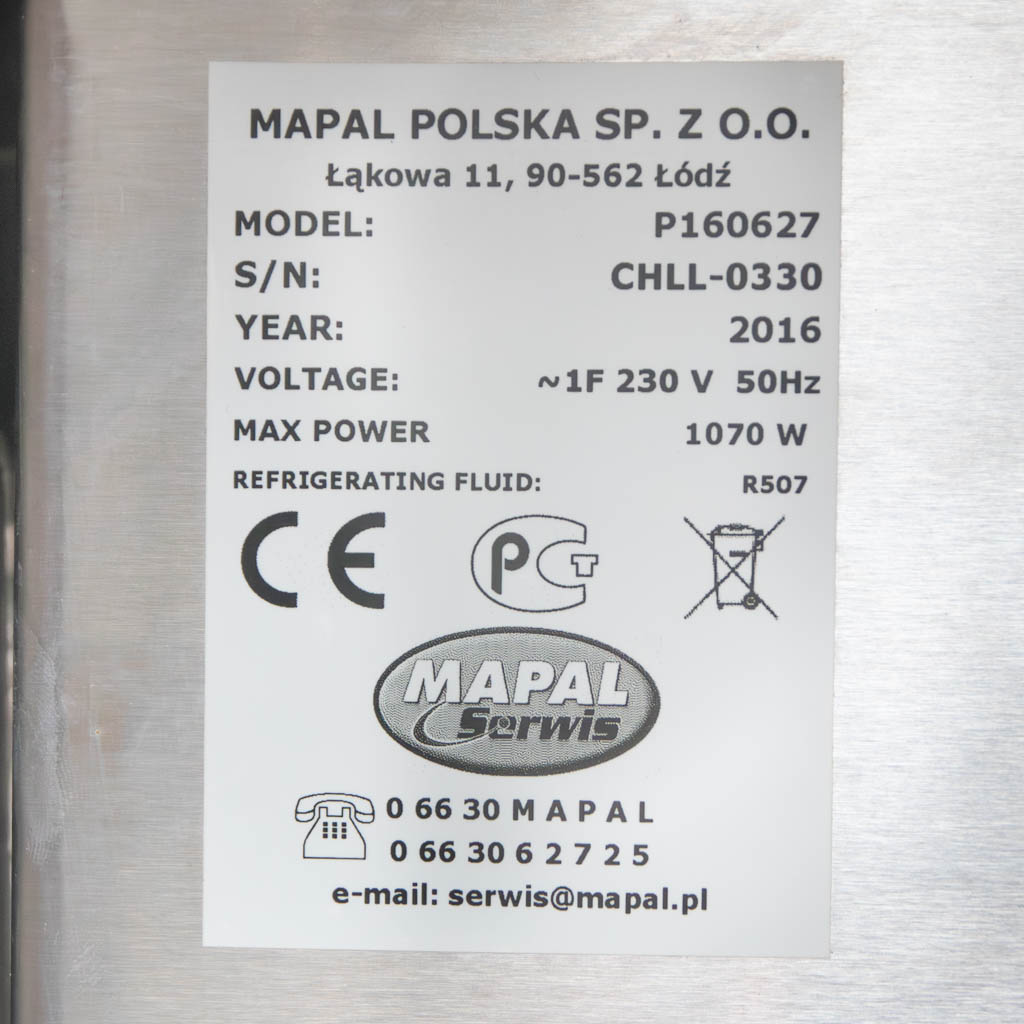 MAPAL POLSKA SP. Z O.O.
Łąkowa 11, 90-562 Łódź
MODEL: P160627
S/N: CHLL-0330
YEAR: 2016
VOLTAGE: ~1F 230 V 50Hz
MAX POWER 1070 W
REFRIGERATING FLUID: R507
CE PCT
MAPAL
Serwis
0 66 30 M A P A L
0 66 30 6 2 7 2 5
e-mail: serwis@mapal.pl